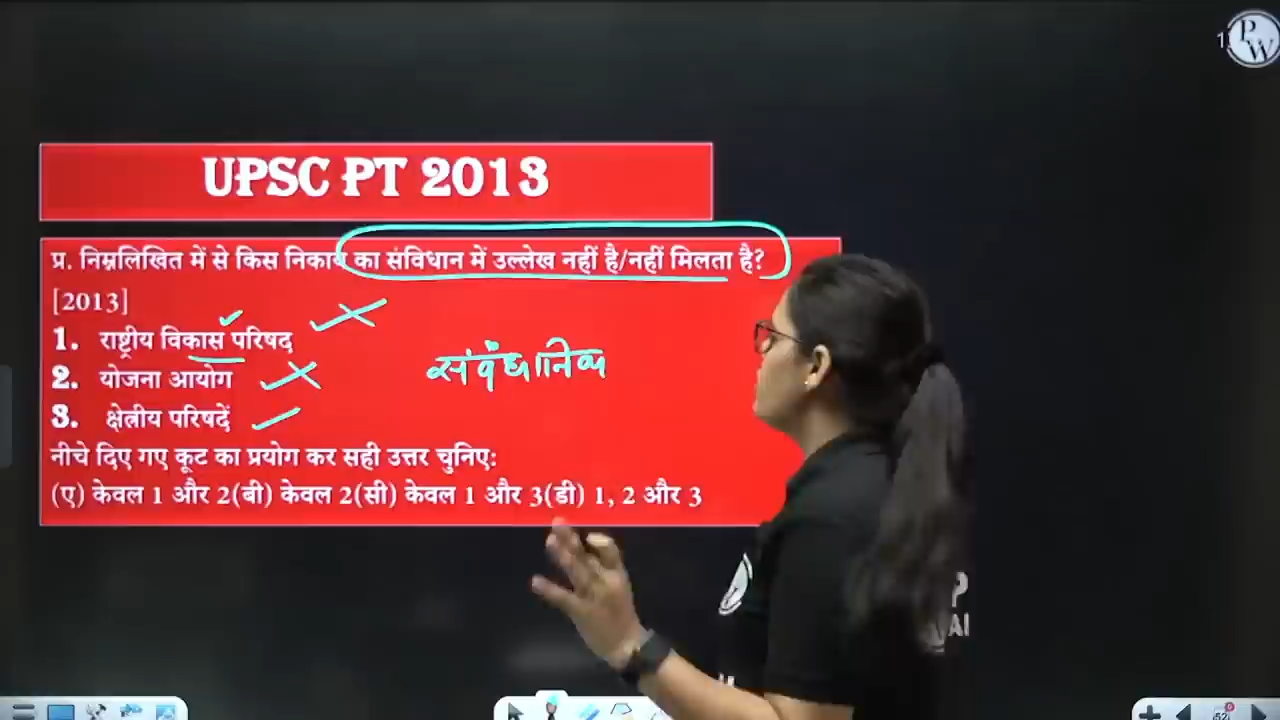 PW
UPSC PT 2013
प्र. निम्नलिखित में से किस निकाय का संविधान में उल्लेख नहीं है/नहीं मिलता है?
[2013]
1. राष्ट्रीय विकास परिषद
2. योजना आयोग
संवैधानिक
3. क्षेत्रीय परिषदें
नीचे दिए गए कूट का प्रयोग कर सही उत्तर चुनिए:
(ए) केवल 1 और 2(बी) केवल 2(सी) केवल 1 और 3(डी) 1, 2 और 3